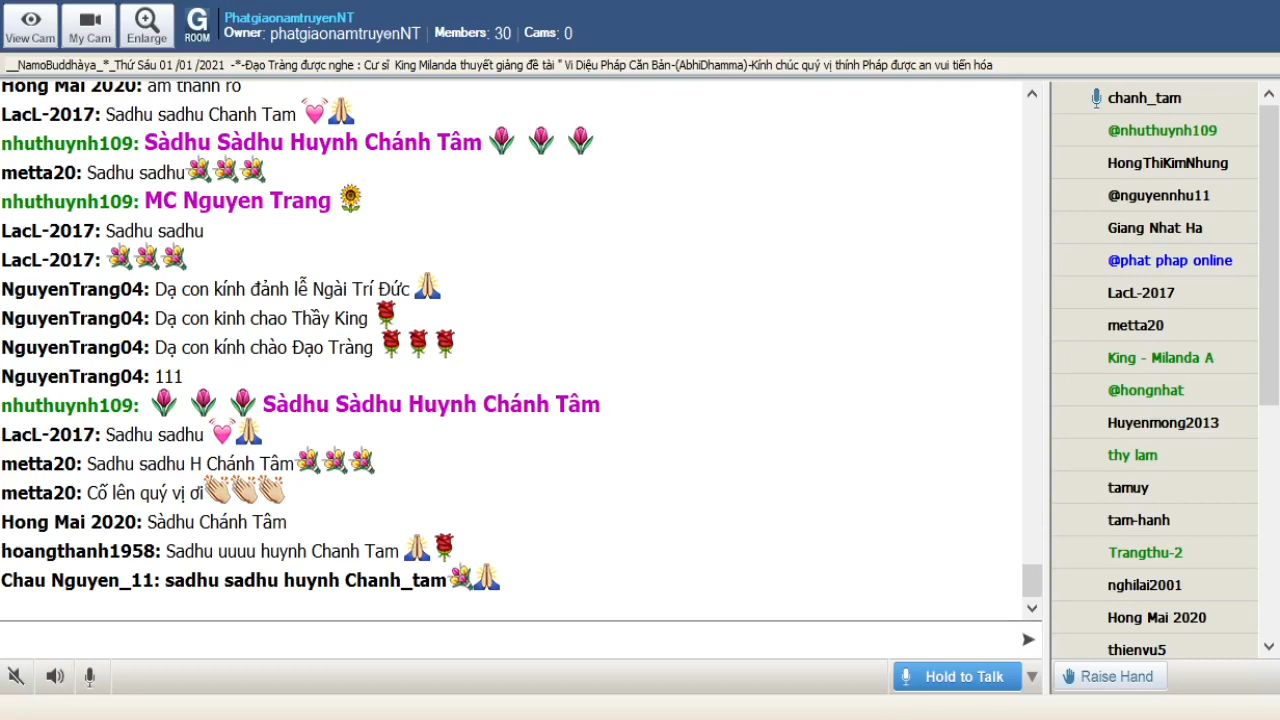 View Cam
My Cam
Enlarge
G
ROOM
PhatgiaonamtruyenNT
Owner: phatgiaonamtruyenNT | Members: 30 | Cams: 0
__NamoBuddhàya_*_Thứ Sáu 01 /01 /2021 -*-Đạo Tràng được nghe : Cư sĩ King Milanda thuyết giảng đề tài " Vi Diệu Pháp Căn Bản-(AbhiDhamma)-Kính chúc quý vị thính Pháp được an vui tiến hóa
Hong Mai 2020: am thanh ro
LacL-2017: Sadhu sadhu Chanh Tam
nhuthuynh109: Sàdhu Sàdhu Huynh Chánh Tâm
metta20: Sadhu sadhu
nhuthuynh109: MC Nguyen Trang
LacL-2017: Sadhu sadhu
LacL-2017:
NguyenTrang04: Dạ con kính đảnh lễ Ngài Trí Đức
NguyenTrang04: Dạ con kinh chao Thầy King
NguyenTrang04: Dạ con kính chào Đạo Tràng
NguyenTrang04: 111
nhuthuynh109: Sàdhu Sàdhu Huynh Chánh Tâm
LacL-2017: Sadhu sadhu
metta20: Sadhu sadhu H Chánh Tâm
metta20: Cố lên quý vị ơi
Hong Mai 2020: Sàdhu Chánh Tâm
hoangthanh1958: Sadhu uuuu huynh Chanh Tam
Chau Nguyen_11: sadhu sadhu huynh Chanh_tam
chanh_tam
@nhuthuynh109
HongThiKimNhung
@nguyennhu11
Giang Nhat Ha
@phat phap online
LacL-2017
metta20
King - Milanda A
@hongnhat
Huyenmong2013
thy lam
tamuy
tam-hanh
Trangthu-2
nghilai2001
Hong Mai 2020
thienvu5
Hold to Talk
Raise Hand